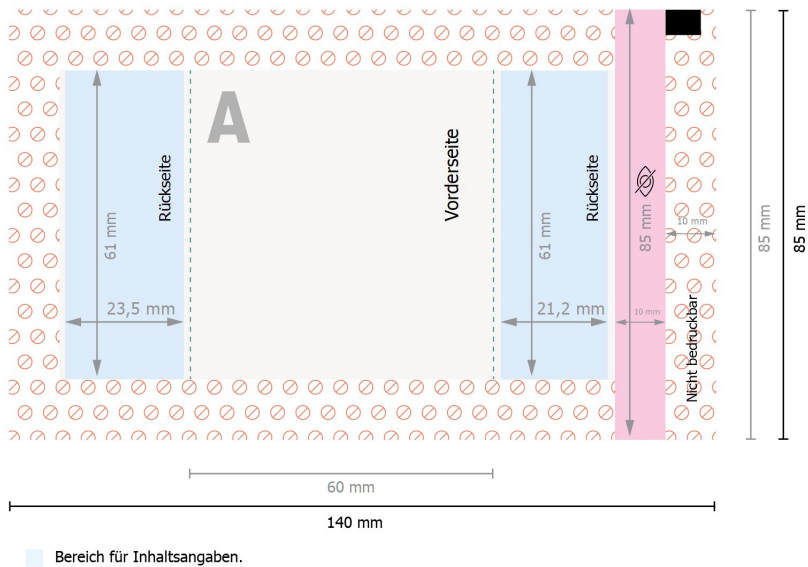 A
Rückseite
Vorderseite
Rückseite
61 mm
61 mm
85 mm
10 mm
85 mm
85 mm
23,5 mm
21,2 mm
10 mm
Nicht bedruckbar
60 mm
140 mm
Bereich für Inhaltsangaben.